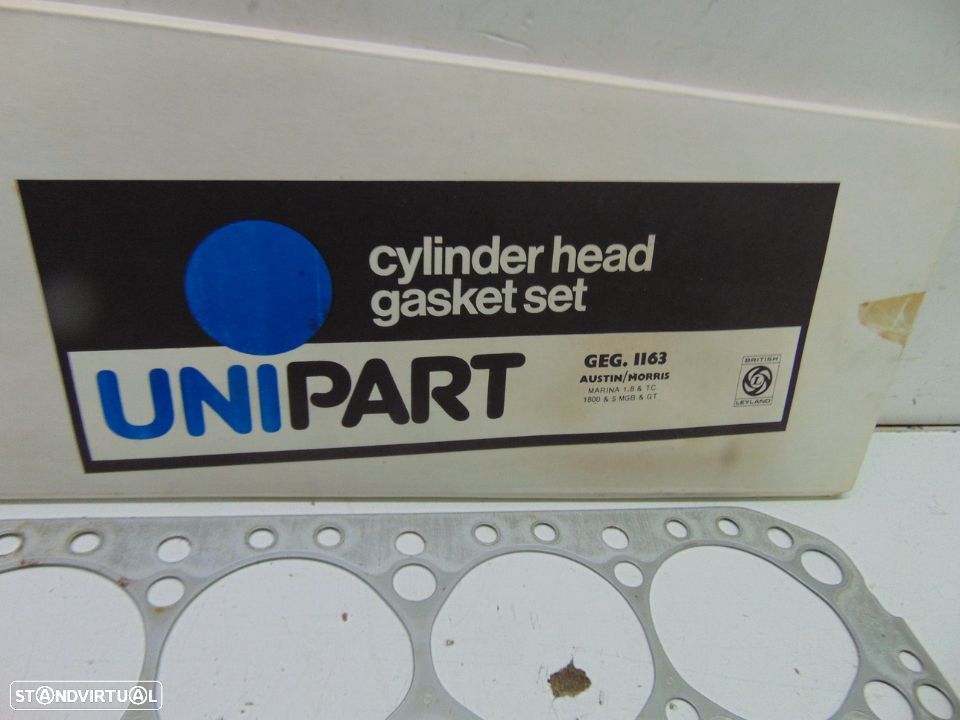 cylinder head
gasket set
UNIPART
GEG. 1163
AUSTIN/MORRIS
MARINA 1.8 & TC
1800 & S MGB & GT
BRITISH
L
LEYLAND
STANDVIRTUAL